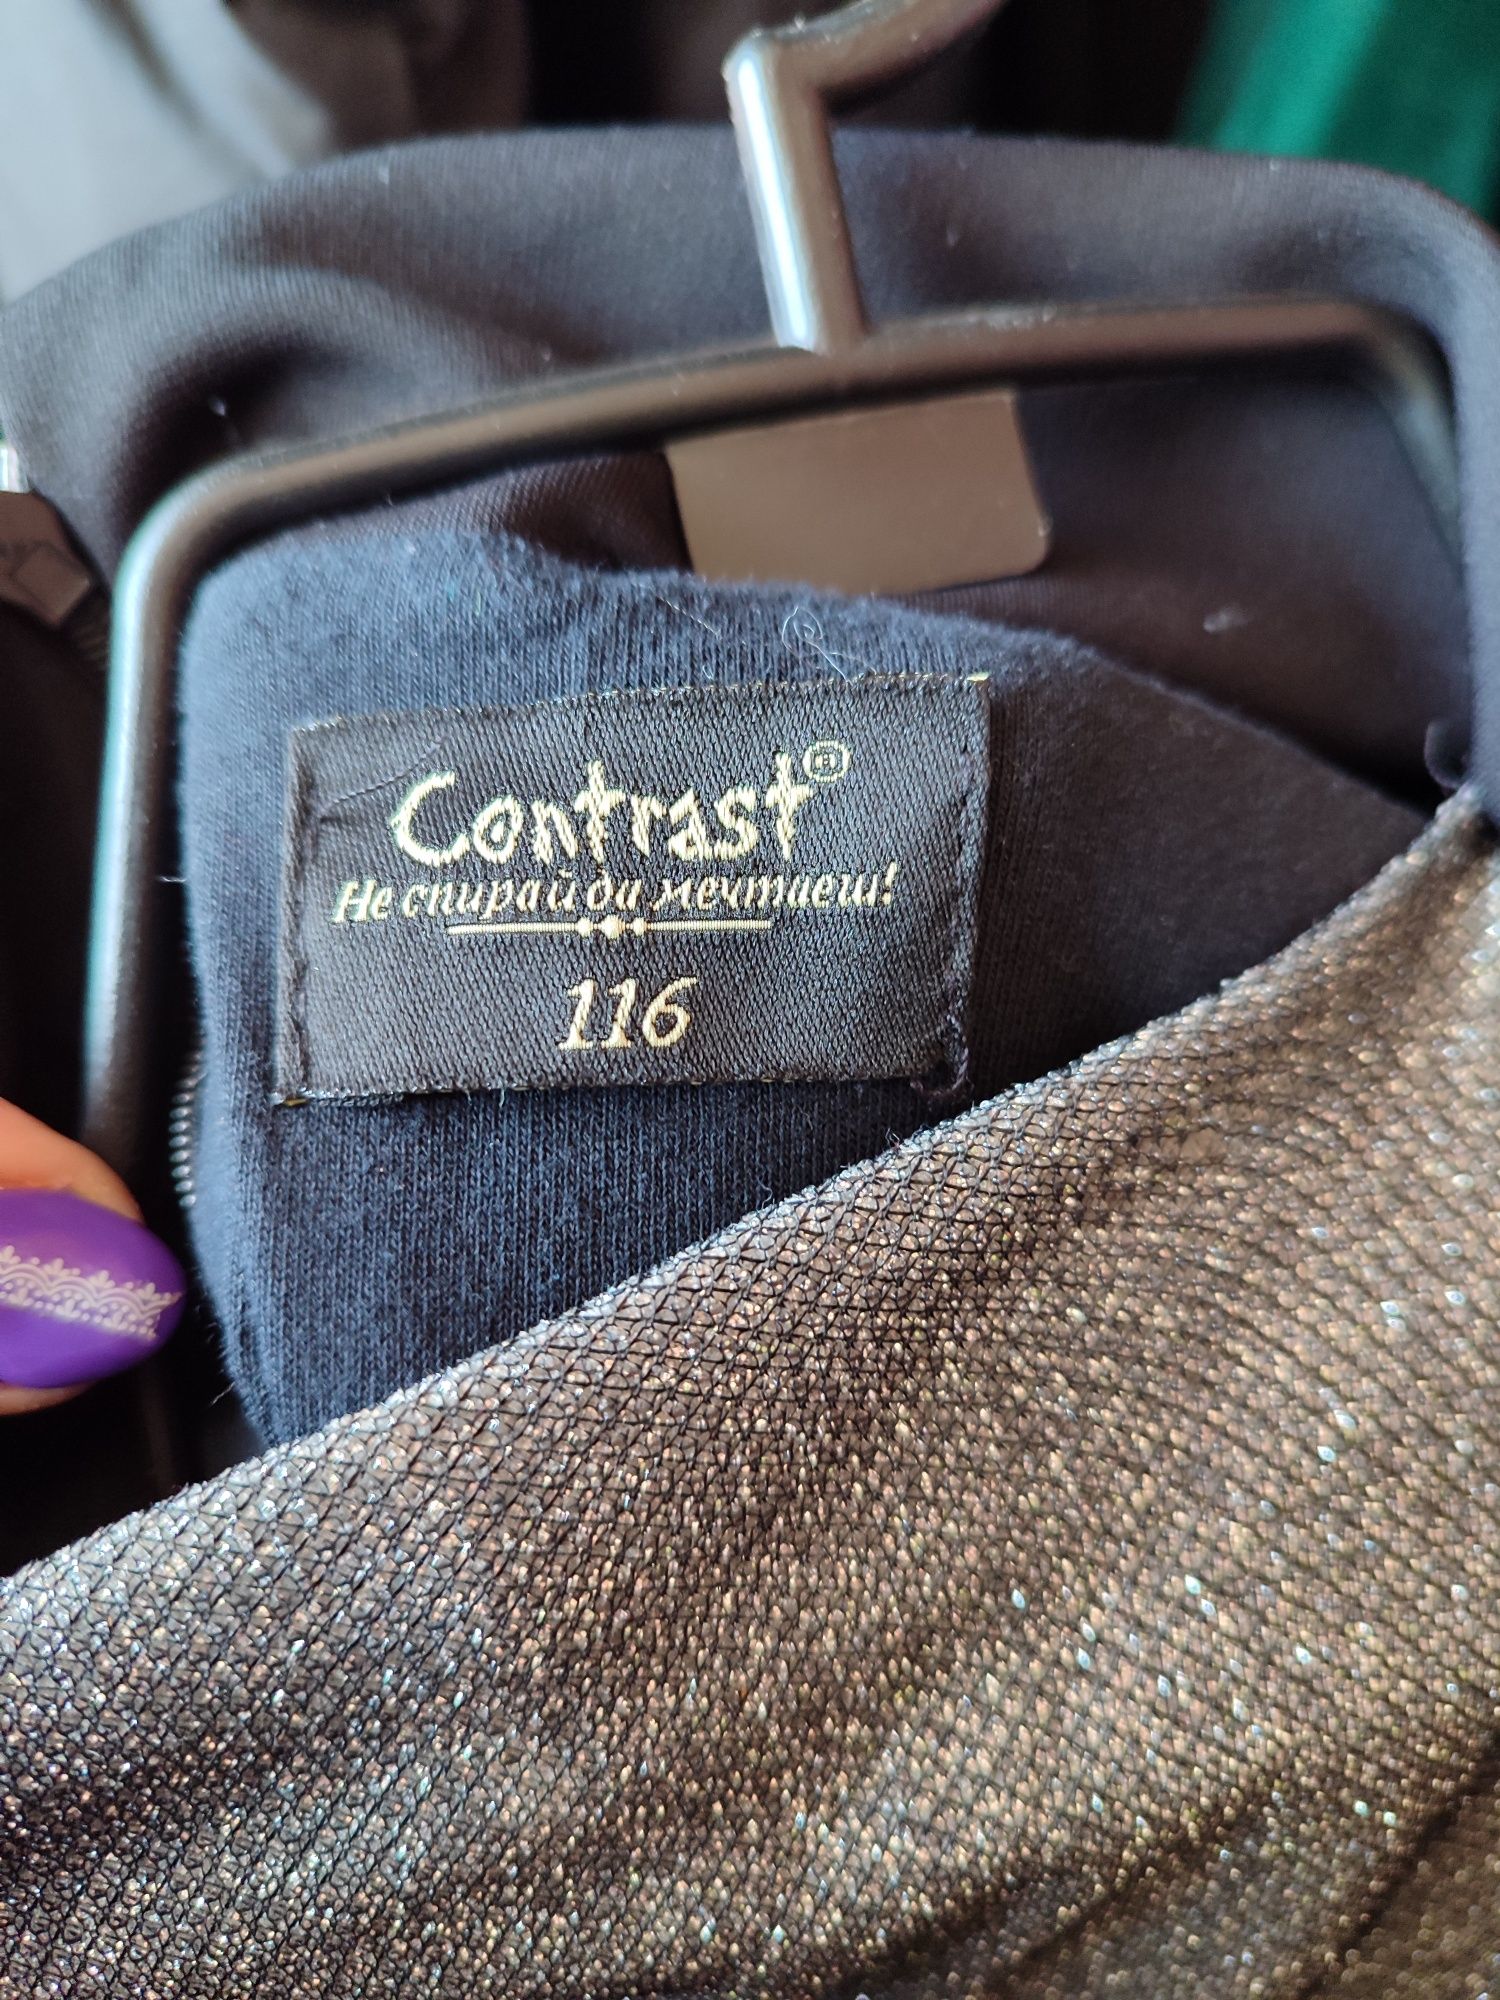 Contrast®
Не спирай да мечтаеш!
116